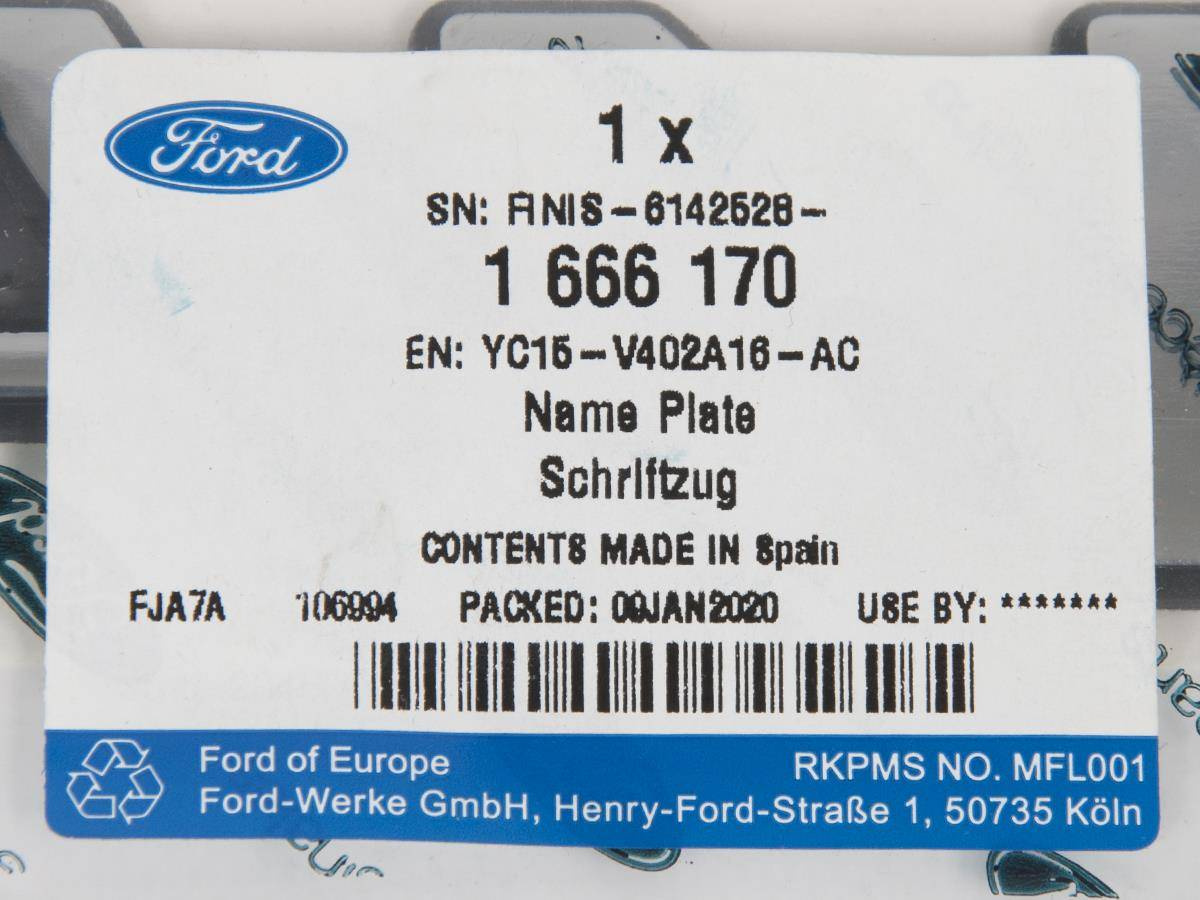 Ford
1 x
SN: FINIS-6142528-
1 666 170
EN: YC15-V402A16-AC
Name Plate
Schriftzug
CONTENTS MADE IN Spain
FJA7A 106994 PACKED: 09JAN2020 USE BY: *******
Ford of Europe RKPMS NO. MFL001
Ford-Werke GmbH, Henry-Ford-Straße 1, 50735 Köln